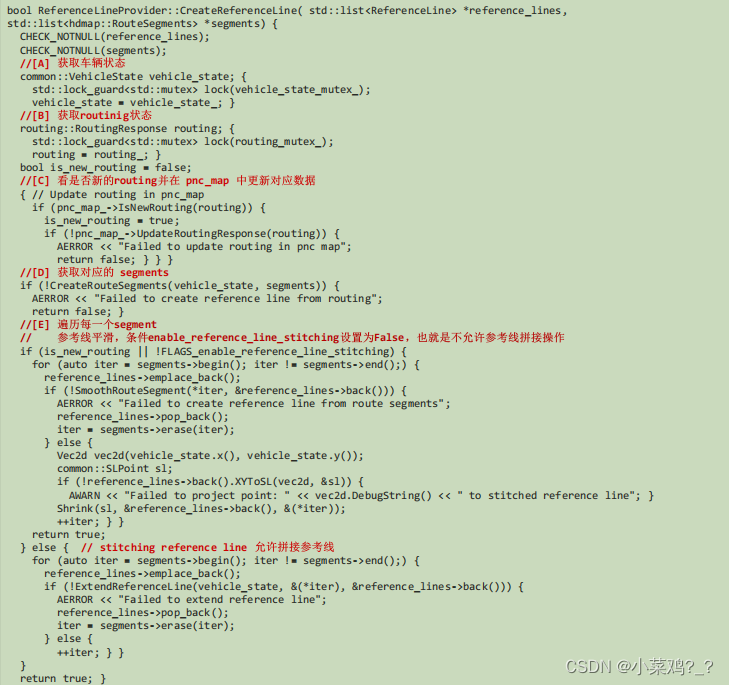 bool ReferenceLineProvider::CreateReferenceLine( std::list<ReferenceLine> *reference_lines,
std::list<hdmap::RouteSegments> *segments) {
CHECK_NOTNULL(reference_lines);
CHECK_NOTNULL(segments);
//[A] 获取车辆状态
common::VehicleState vehicle_state; {
std::lock_guard<std::mutex> lock(vehicle_state_mutex_);
vehicle_state = vehicle_state_; }
//[B] 获取routinig状态
routing::RoutingResponse routing; {
std::lock_guard<std::mutex> lock(routing_mutex_);
routing = routing_; }
bool is_new_routing = false;
//[C] 看是否新的routing并在 pnc_map 中更新对应数据
{ // Update routing in pnc_map
if (pnc_map_->IsNewRouting(routing)) {
is_new_routing = true;
if (!pnc_map_->UpdateRoutingResponse(routing)) {
AERROR << "Failed to update routing in pnc map";
return false; } } }
//[D] 获取对应的 segments
if (!CreateRouteSegments(vehicle_state, segments)) {
AERROR << "Failed to create reference line from routing";
return false; }
//[E] 遍历每一个segment
// 参考线平滑，条件enable_reference_line_stitching设置为False，也就是不允许参考线拼接操作
if (is_new_routing || !FLAGS_enable_reference_line_stitching) {
for (auto iter = segments->begin(); iter != segments->end();) {
reference_lines->emplace_back();
if (!SmoothRouteSegment(*iter, &reference_lines->back())) {
AERROR << "Failed to create reference line from route segments";
reference_lines->pop_back();
iter = segments->erase(iter);
} else {
Vec2d vec2d(vehicle_state.x(), vehicle_state.y());
common::SLPoint sl;
if (!reference_lines->back().XYToSL(vec2d, &sl)) {
AWARN << "Failed to project point: " << vec2d.DebugString() << " to stitched reference line"; }
Shrink(sl, &reference_lines->back(), &(*iter));
++iter; } }
return true;
} else { // stitching reference line 允许拼接参考线
for (auto iter = segments->begin(); iter != segments->end();) {
reference_lines->emplace_back();
if (!ExtendReferenceLine(vehicle_state, &(*iter), &reference_lines->back())) {
AERROR << "Failed to extend reference line";
reference_lines->pop_back();
iter = segments->erase(iter);
} else {
++iter; } }
}
return true; }
CSDN @小菜鸡?_?